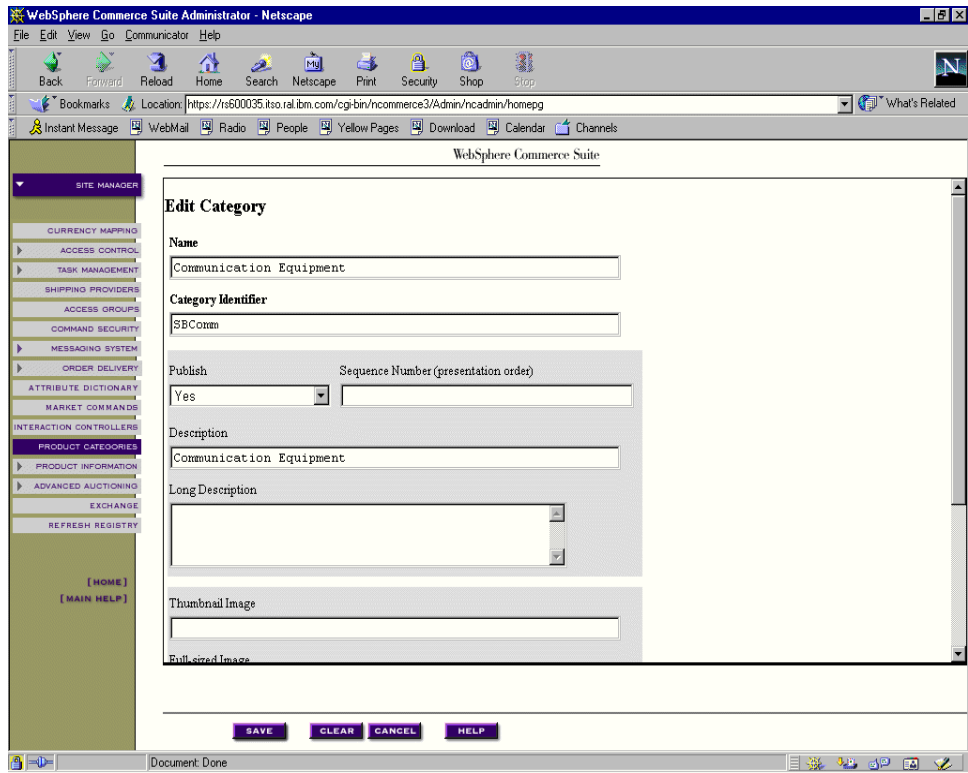 WebSphere Commerce Suite Administrator - Netscape
File Edit View Go Communicator Help
My
N
Back Forward Reload Home Search Netscape Print Security Shop Stop
Bookmarks Location: https://rs600035.itso.ral.ibm.com/cgi-bin/ncommerce3/Admin/ncadmin/homepg What's Related
Instant Message WebMail Radio People Yellow Pages Download Calendar Channels
WebSphere Commerce Suite
SITE MANAGER
CURRENCY MAPPING
ACCESS CONTROL
TASK MANAGEMENT
SHIPPING PROVIDERS
ACCESS GROUPS
COMMAND SECURITY
MESSAGING SYSTEM
ORDER DELIVERY
ATTRIBUTE DICTIONARY
MARKET COMMANDS
INTERACTION CONTROLLERS
PRODUCT CATEGORIES
PRODUCT INFORMATION
ADVANCED AUCTIONING
EXCHANGE
REFRESH REGISTRY
[HOME]
[MAIN HELP]
Edit Category
Name
Communication Equipment
Category Identifier
SBComm
Publish Sequence Number (presentation order)
Yes
Description
Communication Equipment
Long Description
Thumbnail Image
Full-sized Image
SAVE CLEAR CANCEL HELP
Document: Done